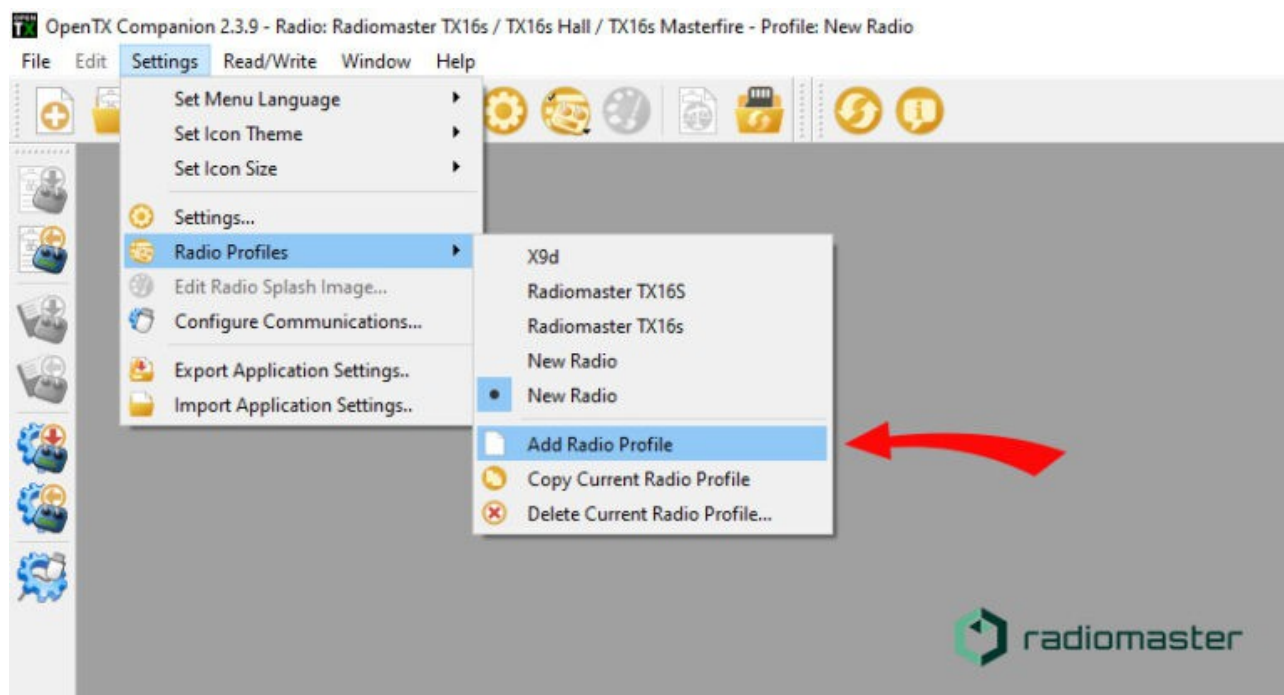 OpenTX Companion 2.3.9 - Radio: Radiomaster TX16s / TX16s Hall / TX16s Masterfire - Profile: New Radio
File Edit Settings Read/Write Window Help
Set Menu Language
Set Icon Theme
Set Icon Size
Settings...
Radio Profiles
Edit Radio Splash Image...
Configure Communications...
Export Application Settings..
Import Application Settings..
X9d
Radiomaster TX16S
Radiomaster TX16s
New Radio
New Radio
Add Radio Profile
Copy Current Radio Profile
Delete Current Radio Profile...
radiomaster